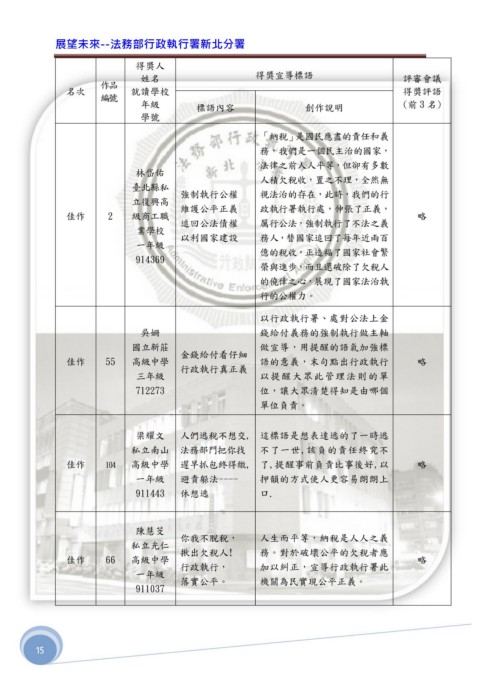 展望未來--法務部行政執行署新北分署
名次
作品
編號
得獎人
姓名
就讀學校
年級
學號
得獎宣導標語
標語內容
創作說明
評審會議
得獎評語
(前 3 名)
佳作
2
林岱佑
臺北縣私
立復興高
級商工職
業學校
一年級
914369
強制執行公權
維護公平正義
追回公法債權
以利國家建設
「納稅」是國民應盡的責任和義
務，我們是一個民主法治的國家，
法律之前人人平等，但卻有多數
人積欠稅收，置之不理，全然無
視法治的存在，此時，我們的行
政執行署執行處，伸張了正義，
厲行公法，強制執行了不法之義
務人，替國家追回了每年近兩百
億的稅收，正造福了國家社會繁
榮與進步，而且還破除了欠稅人
的僥倖之心，展現了國家法治執
行的公權力。
略
佳作
55
吳嫺
國立新莊
高級中學
三年級
712273
金錢給付看仔細
行政執行真正義
以行政執行署、處對公法上金
錢給付義務的強制執行做主軸
做宣導，用提醒的語氣加強標
語的意義，末句點出行政執行
以提醒大眾此管理法則的單
位，讓大眾清楚得知是由哪個
單位負責。
略
佳作
104
梁耀文
私立南山
高級中學
一年級
911443
人們逃稅不想交,
法務部門把你找
遲早抓包終得繳,
避責躲法----
休想逃
這標語是想表達逃的了一時逃
不了一世,該負的責任終究不
了,提醒事前負責比事後好,以
押韻的方式使人更容易朗朗上
口.
略
佳作
66
陳慧芠
私立光仁
高級中學
一年級
911037
你我不脫稅，
揪出欠稅人!
行政執行，
落實公平。
人生而平等，納稅是人人之義
務。對於破壞公平的欠稅者應
加以糾正，宣導行政執行署此
機關為民實現公平正義。
略
15